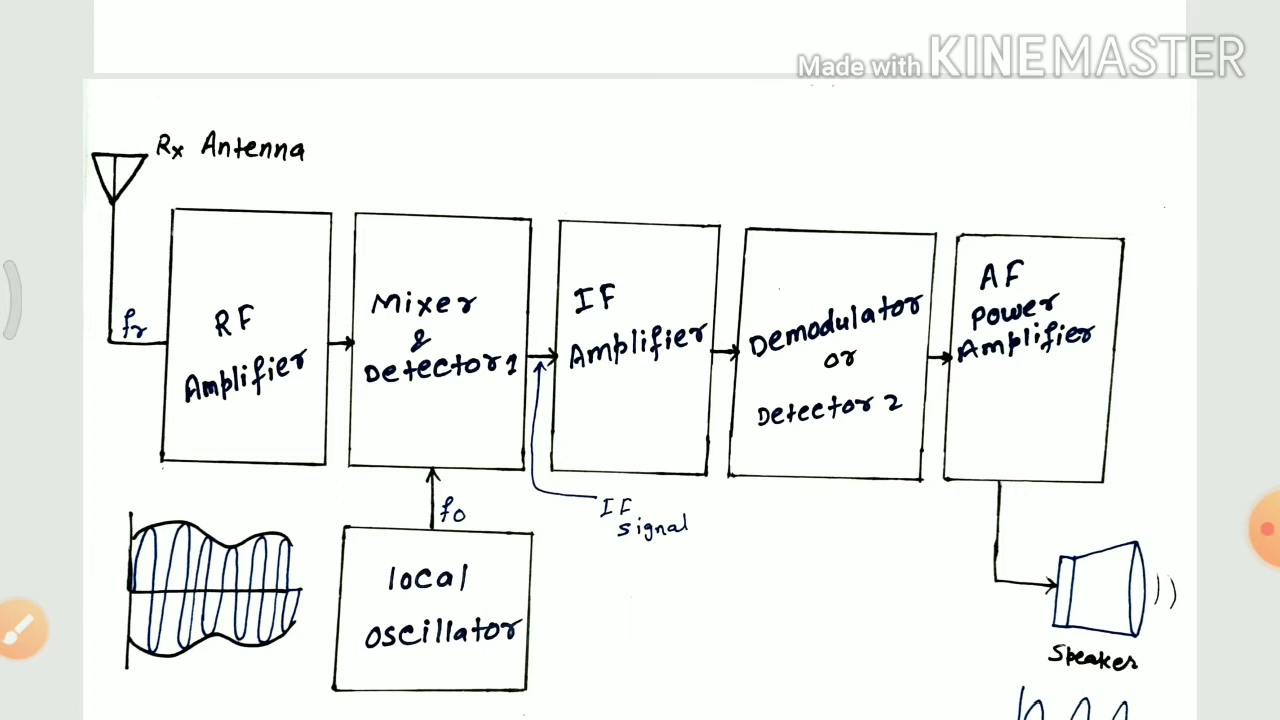 Made with KINEMASTER
Rx Antenna
fr
RF
Amplifier
Mixer
&
Detector 1
IF
Amplifier
Demodulator
or
Detector 2
AF
Power
Amplifier
fo
IF
signal
local
oscillator
Speaker